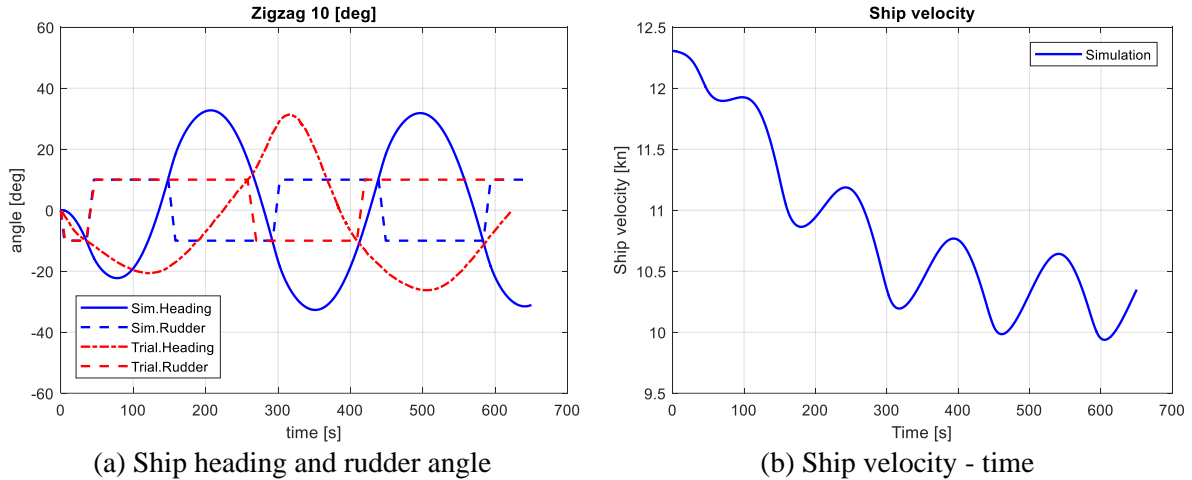 Zigzag 10 [deg]
60
40
20
0
-20
-40
-60
angle [deg]
Sim.Heading
Sim.Rudder
Trial.Heading
Trial.Rudder
0 100 200 300 400 500 600 700
time [s]
(a) Ship heading and rudder angle
Ship velocity
12.5
12
11.5
11
10.5
10
9.5
Ship velocity [kn]
Simulation
0 100 200 300 400 500 600 700
Time [s]
(b) Ship velocity - time